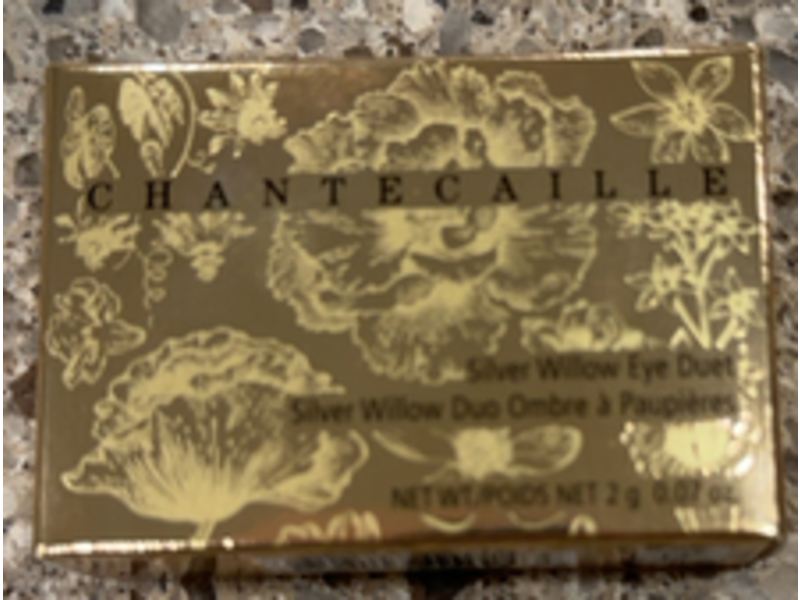 CHANTECAILLE
Silver Willow Eye Duet
Silver Willow Duo Ombre à Paupières
NET WT./POIDS NET 2 g 0.07 oz.